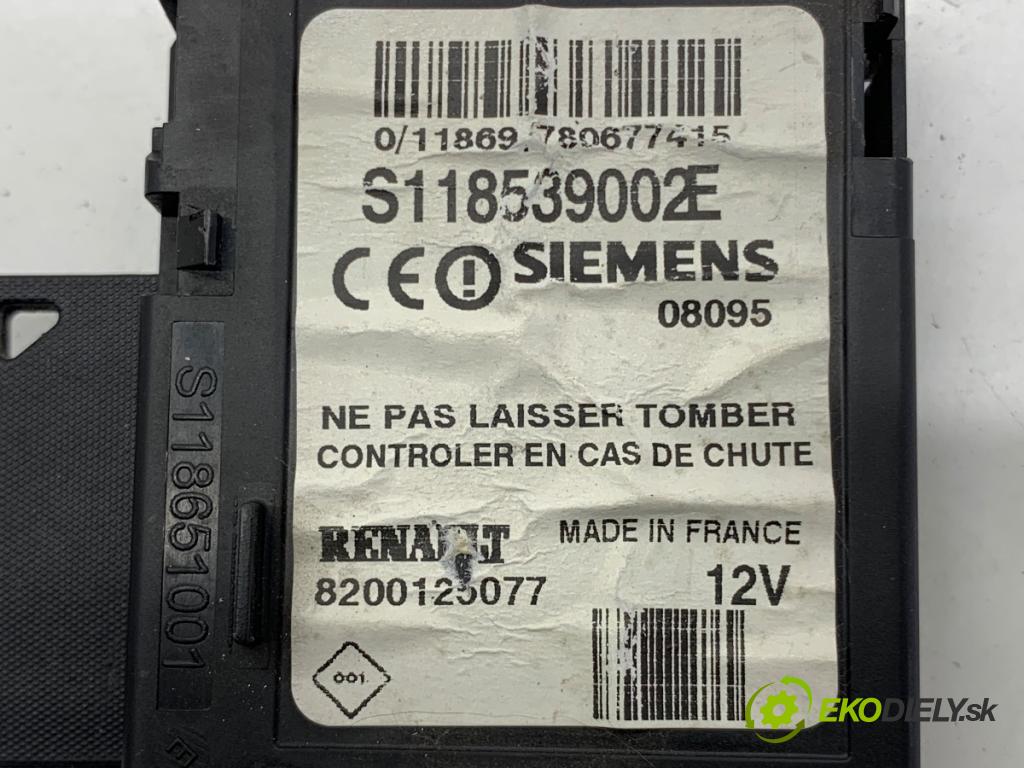 0/11869/780677415
S118539002E
CE SIEMENS
08095
NE PAS LAISSER TOMBER
CONTROLER EN CAS DE CHUTE
RENAULT MADE IN FRANCE
8200125077 12V
001
S118651001
EKODIELY.sk